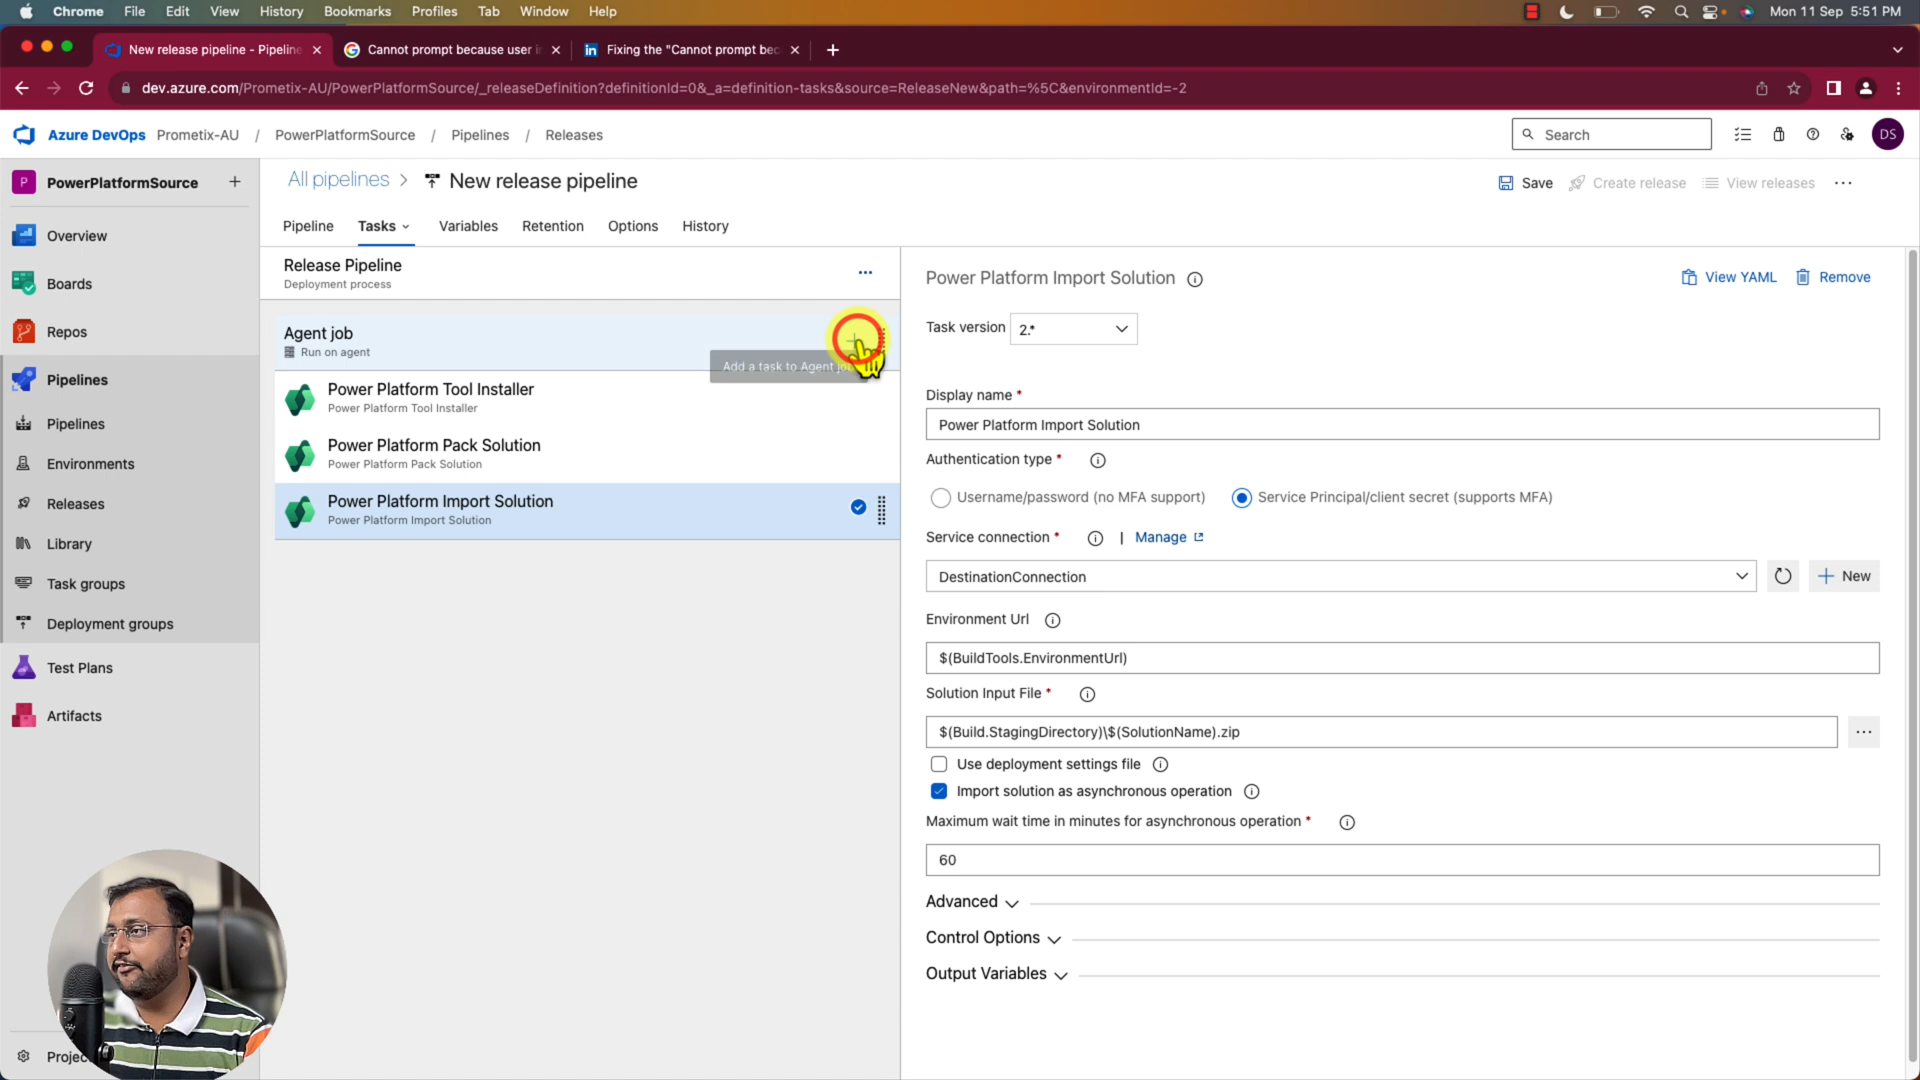 Chrome File Edit View History Bookmarks Profiles Tab Window Help Mon 11 Sep 5:51 PM
New release pipeline - Pipeline Cannot prompt because user in Fixing the "Cannot prompt bec
dev.azure.com/Prometix-AU/PowerPlatformSource/_releaseDefinition?definitionId=0&_a=definition-tasks&source=ReleaseNew&path=%5C&environmentId=-2
Azure DevOps Prometix-AU / PowerPlatformSource / Pipelines / Releases Search DS
P PowerPlatformSource +
All pipelines > New release pipeline Save Create release View releases ...
Pipeline Tasks Variables Retention Options History
Overview
Boards
Repos
Pipelines
Pipelines
Environments
Releases
Library
Task groups
Deployment groups
Test Plans
Artifacts
Release Pipeline
Deployment process
Agent job
Run on agent
Add a task to Agent
Power Platform Tool Installer
Power Platform Tool Installer
Power Platform Pack Solution
Power Platform Pack Solution
Power Platform Import Solution
Power Platform Import Solution
Power Platform Import Solution View YAML Remove
Task version 2.*
Display name *
Power Platform Import Solution
Authentication type *
Username/password (no MFA support) Service Principal/client secret (supports MFA)
Service connection * | Manage
DestinationConnection + New
Environment Url
$(BuildTools.EnvironmentUrl)
Solution Input File *
$(Build.StagingDirectory)\$(SolutionName).zip ...
Use deployment settings file
Import solution as asynchronous operation
Maximum wait time in minutes for asynchronous operation *
60
Advanced
Control Options
Output Variables